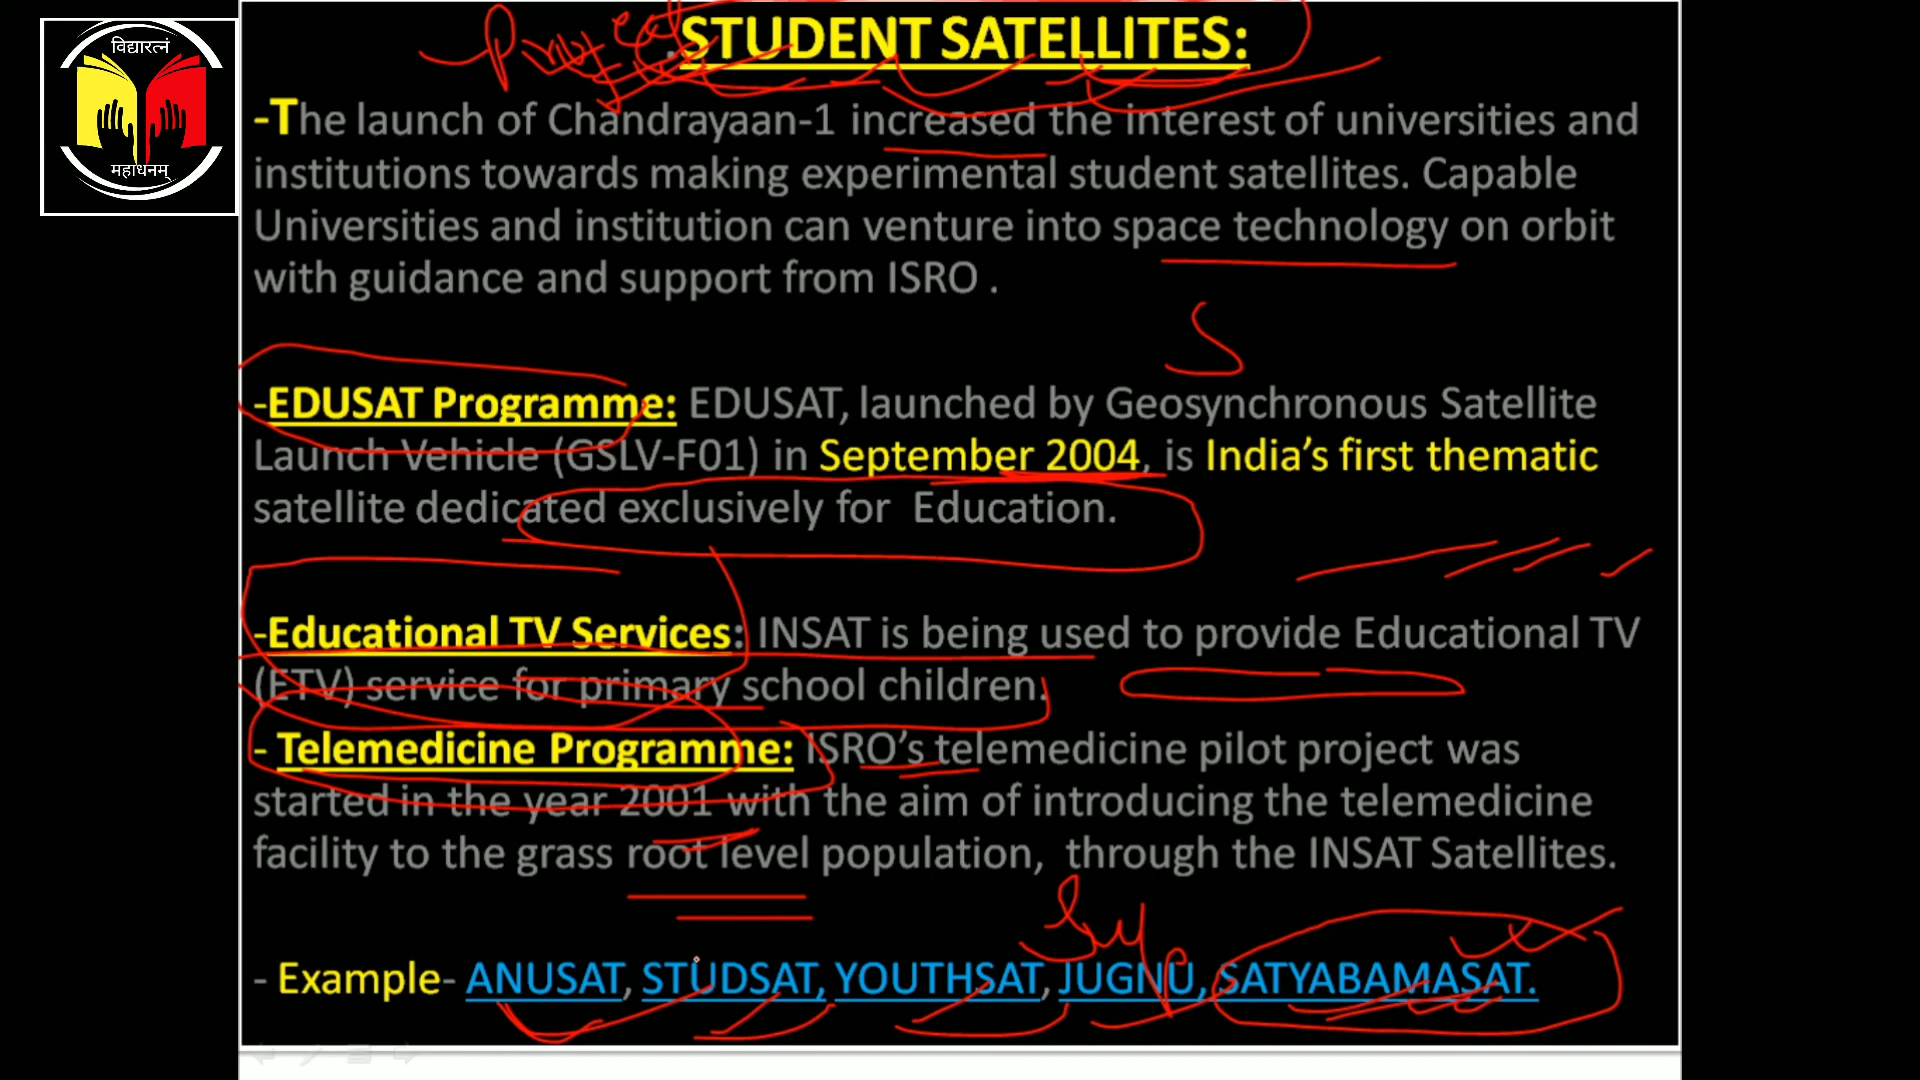 विद्यारत्नं
महाधनम्
.STUDENT SATELLITES:
-The launch of Chandrayaan-1 increased the interest of universities and
institutions towards making experimental student satellites. Capable
Universities and institution can venture into space technology on orbit
with guidance and support from ISRO .
-EDUSAT Programme: EDUSAT, launched by Geosynchronous Satellite
Launch Vehicle (GSLV-F01) in September 2004, is India’s first thematic
satellite dedicated exclusively for Education.
-Educational TV Services: INSAT is being used to provide Educational TV
(ETV) service for primary school children.
- Telemedicine Programme: ISRO’s telemedicine pilot project was
started in the year 2001 with the aim of introducing the telemedicine
facility to the grass root level population, through the INSAT Satellites.
- Example- ANUSAT, STUDSAT, YOUTHSAT, JUGNU, SATYABAMASAT.